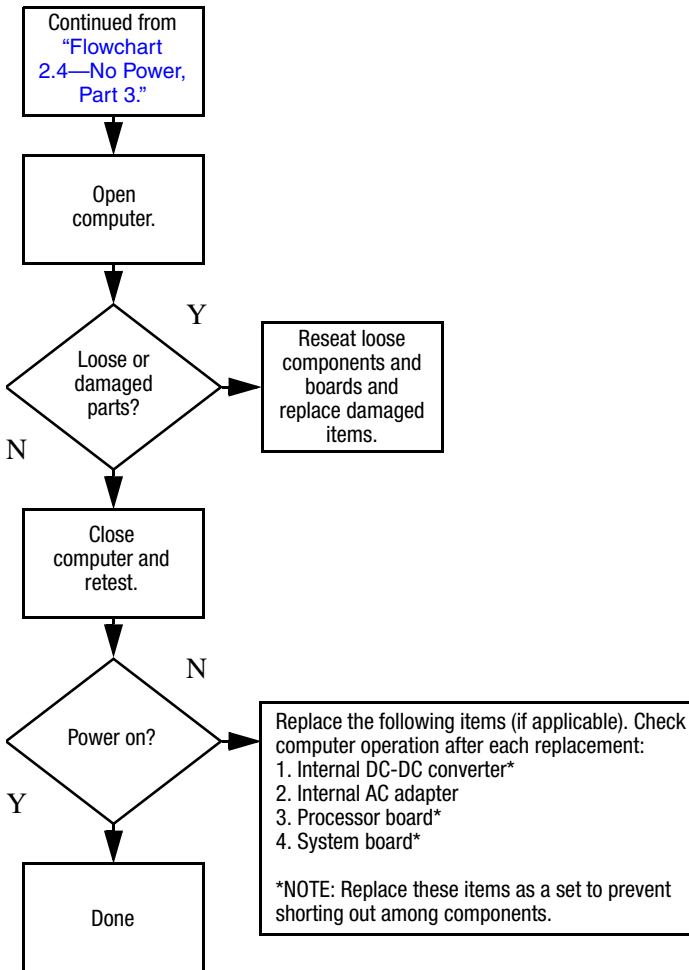 Continued from
“Flowchart
2.4—No Power,
Part 3.”
Open
computer.
Y
Loose or
damaged
parts?
Reseat loose
components and
boards and
replace damaged
items.
N
Close
computer and
retest.
N
Power on?
Replace the following items (if applicable). Check
computer operation after each replacement:
1. Internal DC-DC converter*
2. Internal AC adapter
3. Processor board*
4. System board*
*NOTE: Replace these items as a set to prevent
shorting out among components.
Y
Done